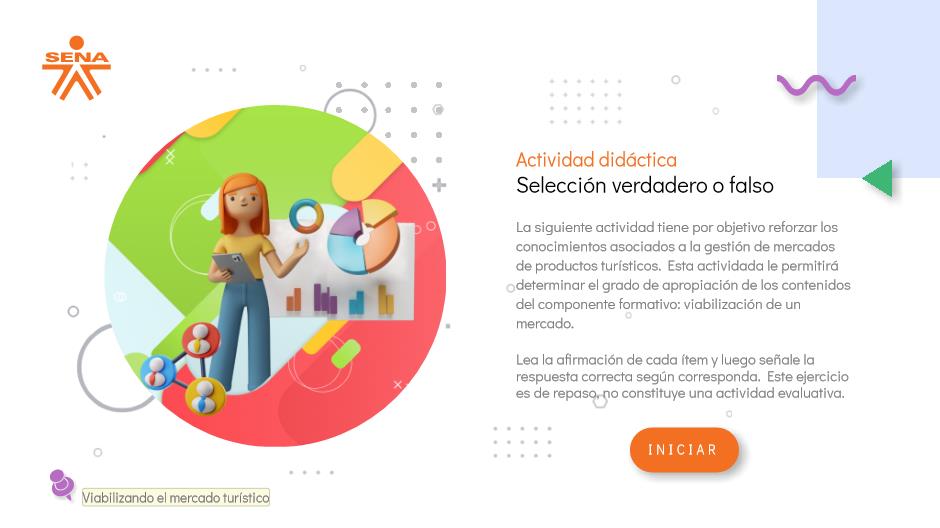 SENA
Actividad didáctica
Selección verdadero o falso
La siguiente actividad tiene por objetivo reforzar los
conocimientos asociados a la gestión de mercados
de productos turísticos. Esta actividada le permitirá
determinar el grado de apropiación de los contenidos
del componente formativo: viabilización de un
mercado.
Lea la afirmación de cada ítem y luego señale la
respuesta correcta según corresponda. Este ejercicio
es de repaso, no constituye una actividad evaluativa.
INICIAR
Viabilizando el mercado turístico